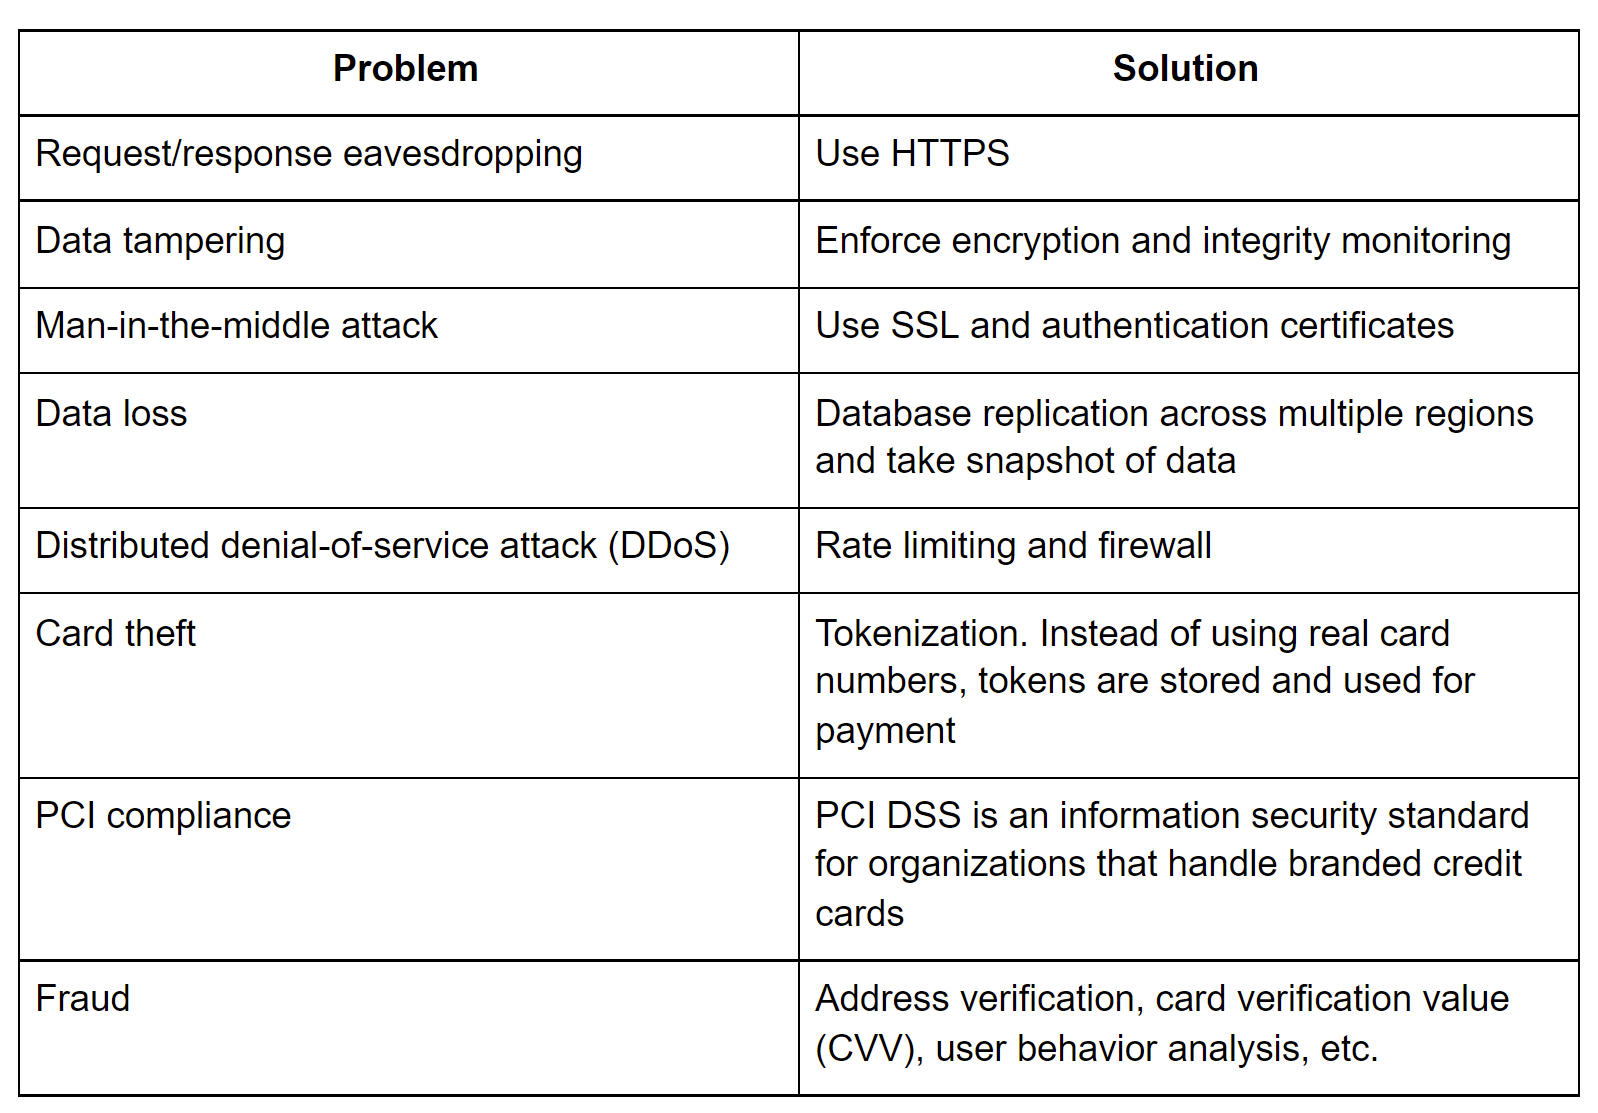 Problem
Solution
Request/response eavesdropping
Use HTTPS
Data tampering
Enforce encryption and integrity monitoring
Man-in-the-middle attack
Use SSL and authentication certificates
Data loss
Database replication across multiple regions
and take snapshot of data
Distributed denial-of-service attack (DDoS)
Rate limiting and firewall
Card theft
Tokenization. Instead of using real card
numbers, tokens are stored and used for
payment
PCI compliance
PCI DSS is an information security standard
for organizations that handle branded credit
cards
Fraud
Address verification, card verification value
(CVV), user behavior analysis, etc.